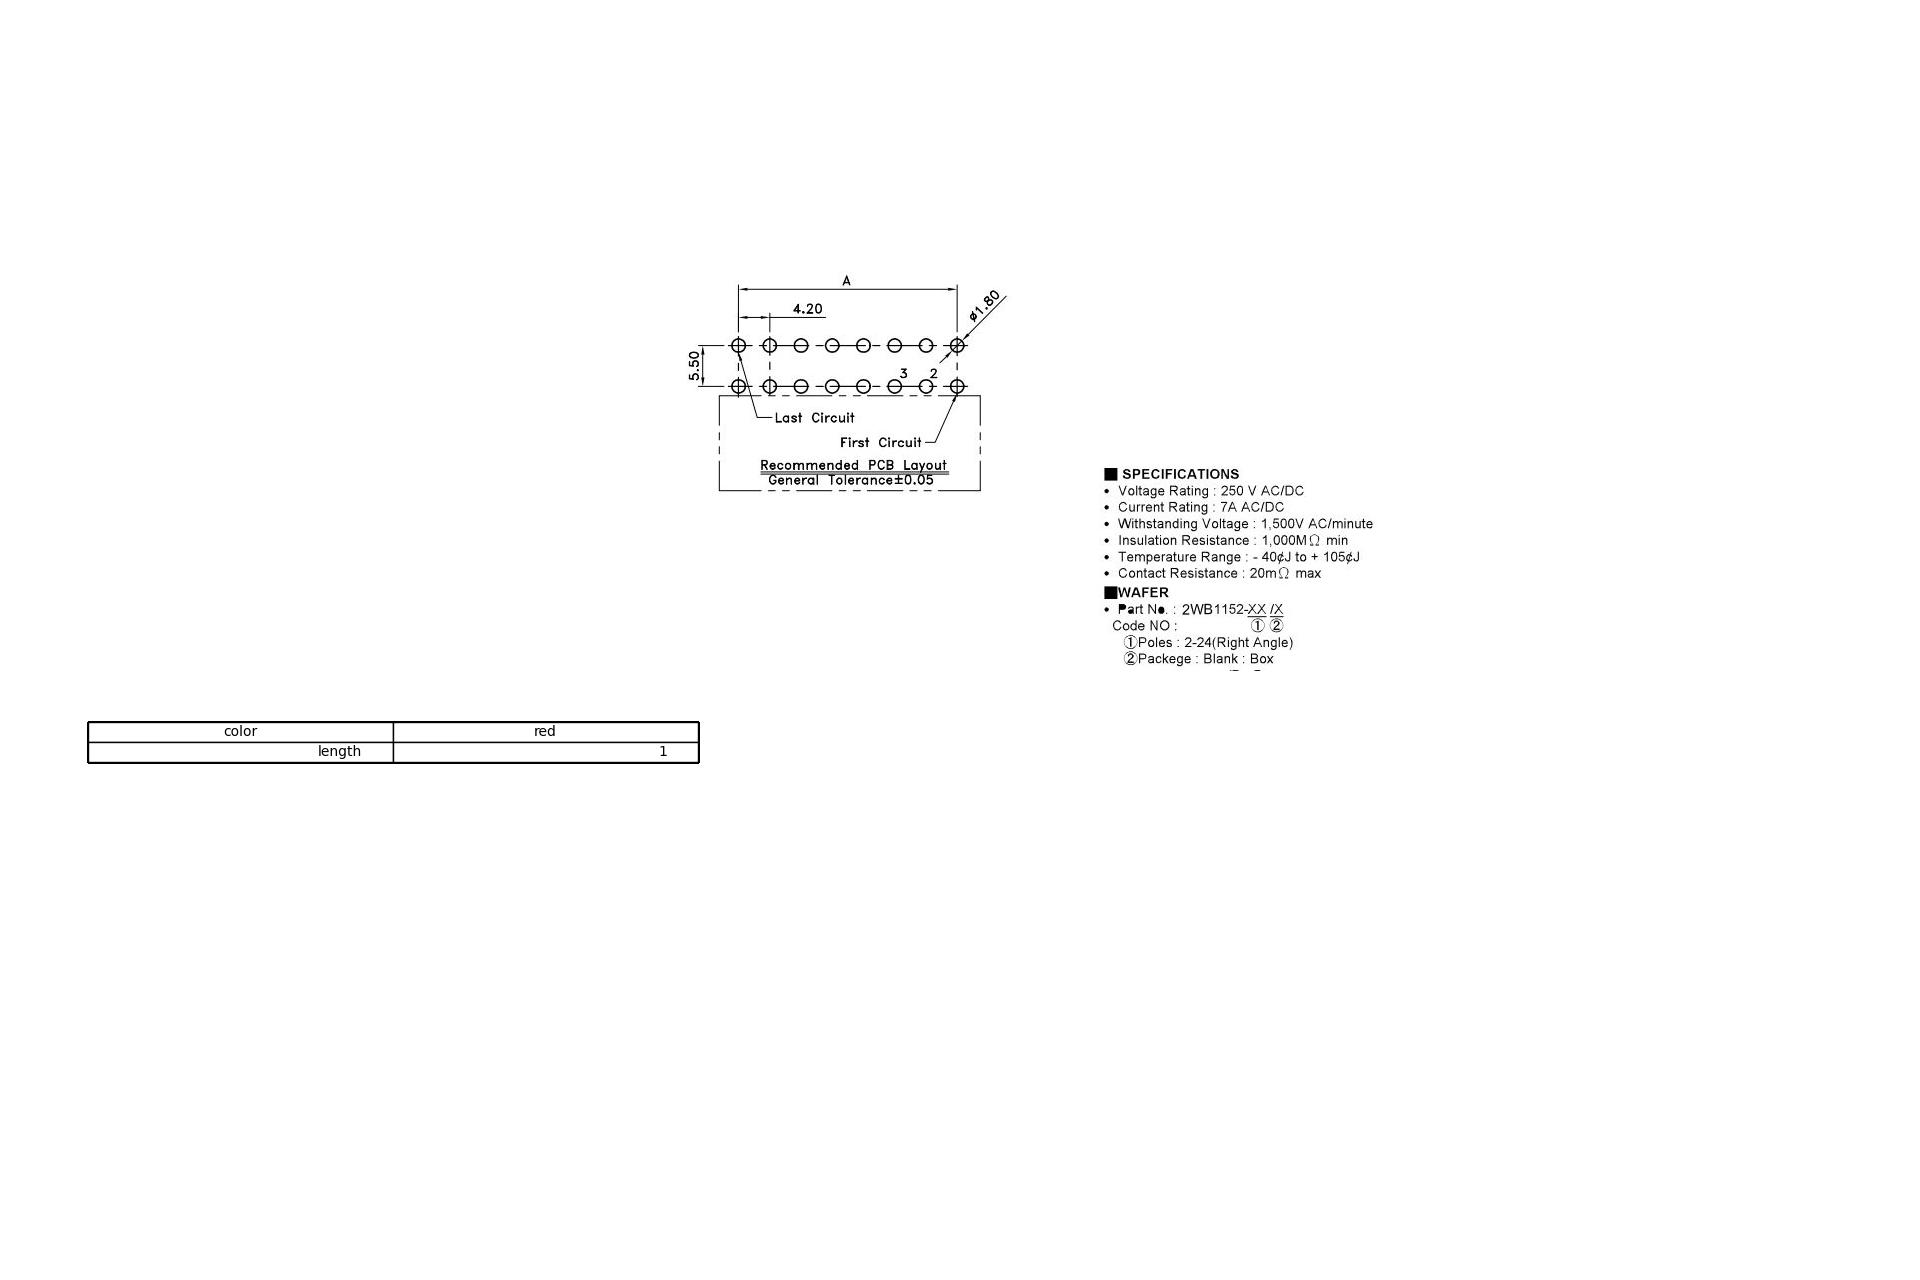 A
4.20
ø1.80
5.50
3 2
Last Circuit
First Circuit
Recommended PCB Layout
General Tolerance±0.05
■ SPECIFICATIONS
• Voltage Rating : 250 V AC/DC
• Current Rating : 7A AC/DC
• Withstanding Voltage : 1,500V AC/minute
• Insulation Resistance : 1,000MΩ min
• Temperature Range : - 40¢J to + 105¢J
• Contact Resistance : 20mΩ max
■WAFER
• Part No. : 2WB1152-XX /X
Code NO : ① ②
①Poles : 2-24(Right Angle)
②Packege : Blank : Box
color red
length 1